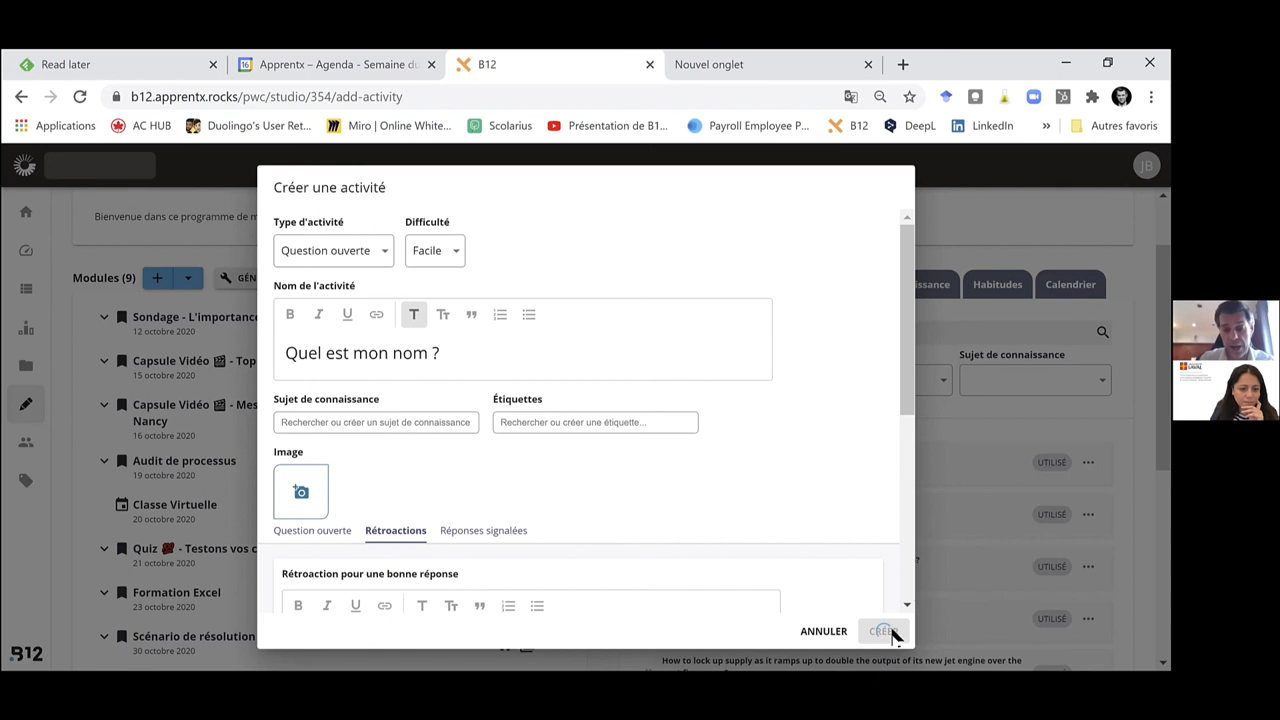 Read later
Apprentx – Agenda - Semaine du
B12
Nouvel onglet
b12.apprentx.rocks/pwc/studio/354/add-activity
Applications
AC HUB
Duolingo's User Ret...
Miro | Online White...
Scolarius
Présentation de B1...
Payroll Employee P...
B12
DeepL
LinkedIn
Autres favoris
JB
Bienvenue dans ce programme de
Modules (9)
Sondage - L'importance
12 octobre 2020
Capsule Vidéo - Top
15 octobre 2020
Capsule Vidéo - Mes
Nancy
16 octobre 2020
Audit de processus
19 octobre 2020
Classe Virtuelle
20 octobre 2020
Quiz - Testons vos c
21 octobre 2020
Formation Excel
23 octobre 2020
Scénario de résolution
30 octobre 2020
B12
Créer une activité
Type d'activité
Difficulté
Question ouverte
Facile
Nom de l'activité
Quel est mon nom ?
Sujet de connaissance
Étiquettes
Rechercher ou créer un sujet de connaissance
Rechercher ou créer une étiquette...
Image
Question ouverte
Rétroactions
Réponses signalées
Rétroaction pour une bonne réponse
ANNULER
CRÉER
issance
Habitudes
Calendrier
Sujet de connaissance
UTILISÉ
UTILISÉ
UTILISÉ
UTILISÉ
How to lock up supply as it ramps up to double the output of its new jet engine over the
LAVAL